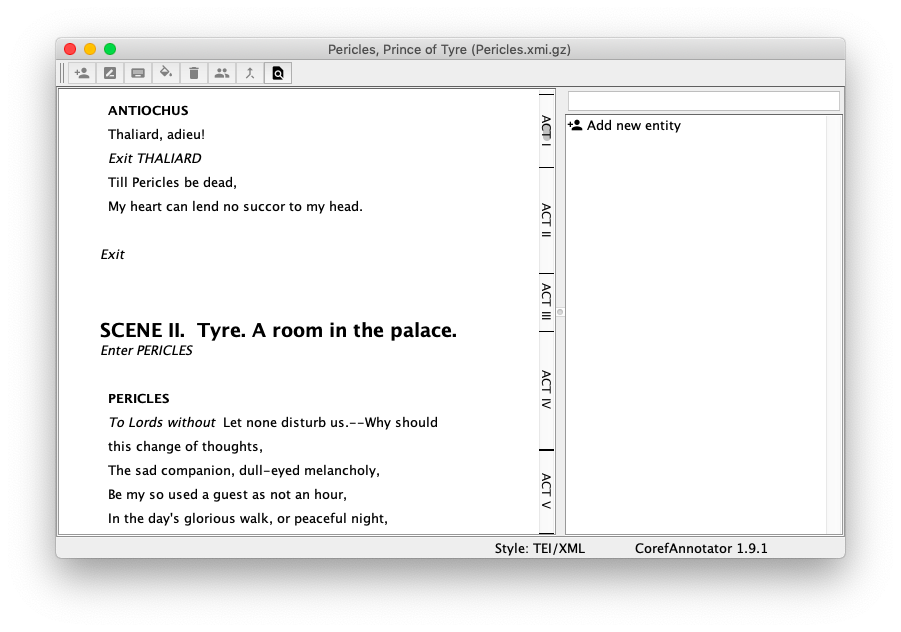 Pericles, Prince of Tyre (Pericles.xmi.gz)
ANTIOCHUS
Thaliard, adieu!
Exit THALIARD
Till Pericles be dead,
My heart can lend no succor to my head.
Exit
SCENE II.  Tyre. A room in the palace.
Enter PERICLES
PERICLES
To Lords without  Let none disturb us.--Why should
this change of thoughts,
The sad companion, dull-eyed melancholy,
Be my so used a guest as not an hour,
In the day's glorious walk, or peaceful night,
ACT I
ACT II
ACT III
ACT IV
ACT V
Add new entity
Style: TEI/XML
CorefAnnotator 1.9.1